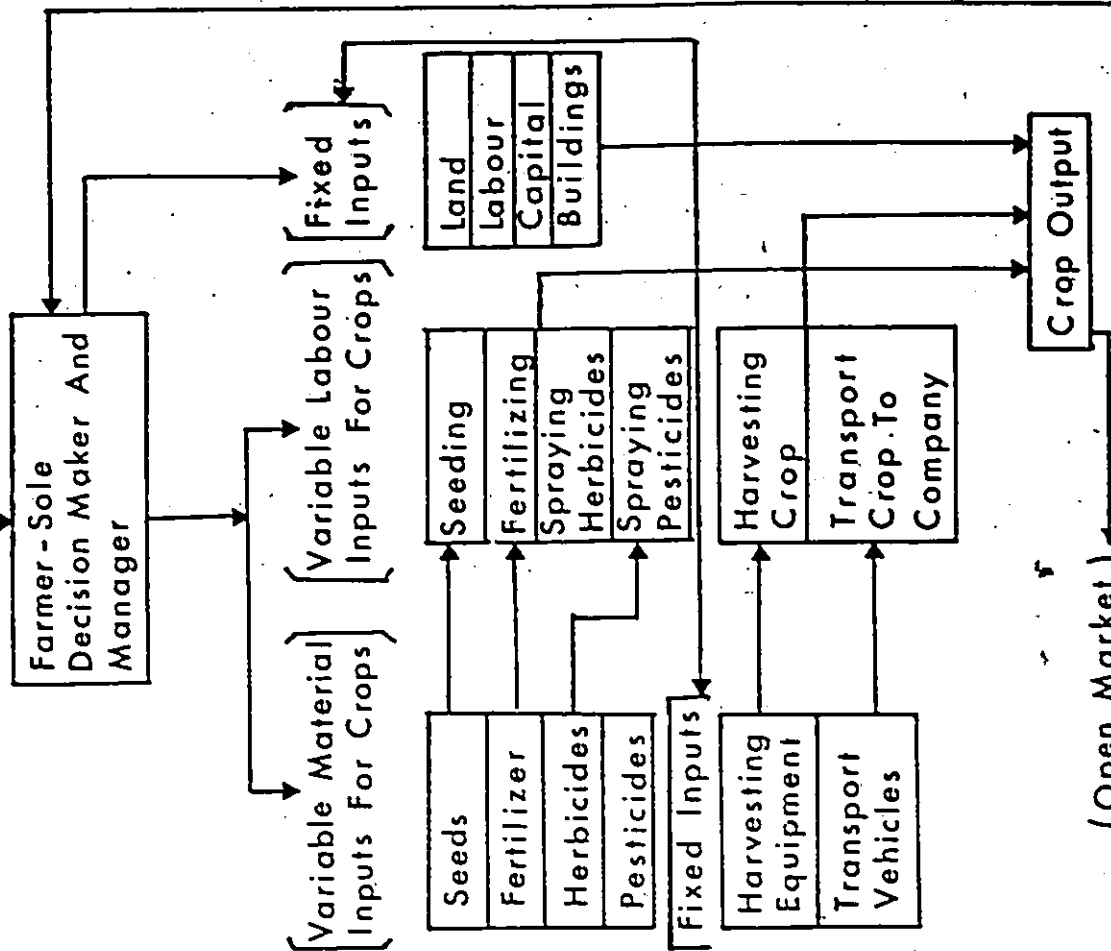 Farmer-Sole
Decision Maker And
Manager
(Variable Material
Inputs For Crops)
(Variable Labour
Inputs For Crops)
(Fixed
Inputs)
Seeds
Fertilizer
Herbicides
Pesticides
Seeding
Fertilizing
Spraying
Herbicides
Spraying
Pesticides
Land
Labour
Capital
Buildings
[Fixed Inputs]
Harvesting
Equipment
Transport
Vehicles
Harvesting
Crop
Transport
Crop.To
Company
Crop Output
(Open Market)